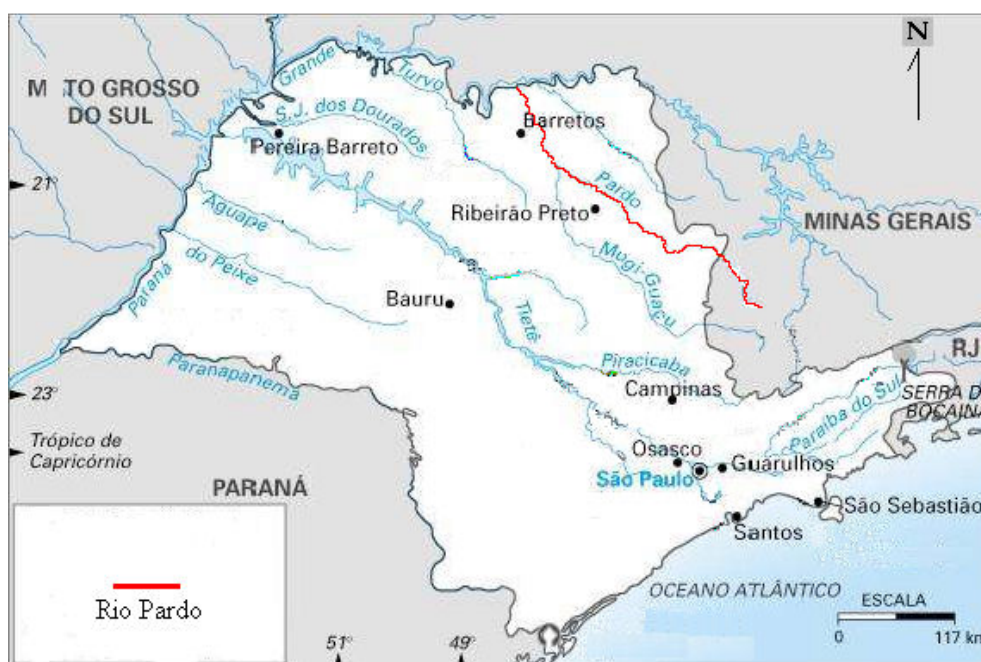 N
Grande
Turvo
M TO GROSSO
DO SUL
S.J. dos Dourados
Barretos
Pereira Barreto
21°
Pardo
Ribeirão Preto
MINAS GERAIS
Aguape
Mogi-Guaçu
do Peixe
Paraná
Bauru
Tietê
Paranapanema
Piracicaba
RJ
23°
Campinas
SERRA D
BOCAINA
Paraíba do Sul
Trópico de
Capricórnio
Osasco
Guarulhos
São Paulo
PARANÁ
São Sebastião
Santos
OCEANO ATLÂNTICO
Rio Pardo
ESCALA
0 117 km
51°
49°